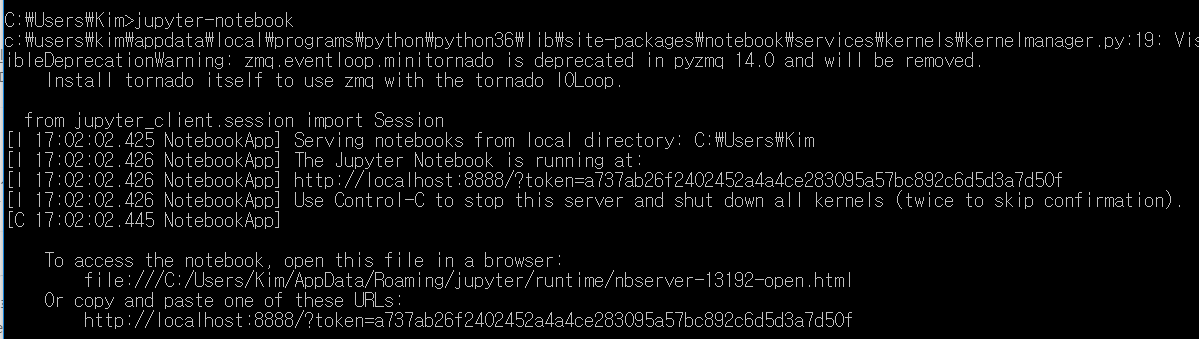 C:₩Users₩Kim>jupyter-notebook
c:₩users₩kim₩appdata₩local₩programs₩python₩python36₩lib₩site-packages₩notebook₩services₩kernels₩kernelmanager.py:19: Vis
ibleDeprecationWarning: zmq.eventloop.minitornado is deprecated in pyzmq 14.0 and will be removed.
    Install tornado itself to use zmq with the tornado IOLoop.
  from jupyter_client.session import Session
[I 17:02:02.425 NotebookApp] Serving notebooks from local directory: C:₩Users₩Kim
[I 17:02:02.426 NotebookApp] The Jupyter Notebook is running at:
[I 17:02:02.426 NotebookApp] http://localhost:8888/?token=a737ab26f2402452a4a4ce283095a57bc892c6d5d3a7d50f
[I 17:02:02.426 NotebookApp] Use Control-C to stop this server and shut down all kernels (twice to skip confirmation).
[C 17:02:02.445 NotebookApp]
    To access the notebook, open this file in a browser:
        file:///C:/Users/Kim/AppData/Roaming/jupyter/runtime/nbserver-13192-open.html
    Or copy and paste one of these URLs:
        http://localhost:8888/?token=a737ab26f2402452a4a4ce283095a57bc892c6d5d3a7d50f